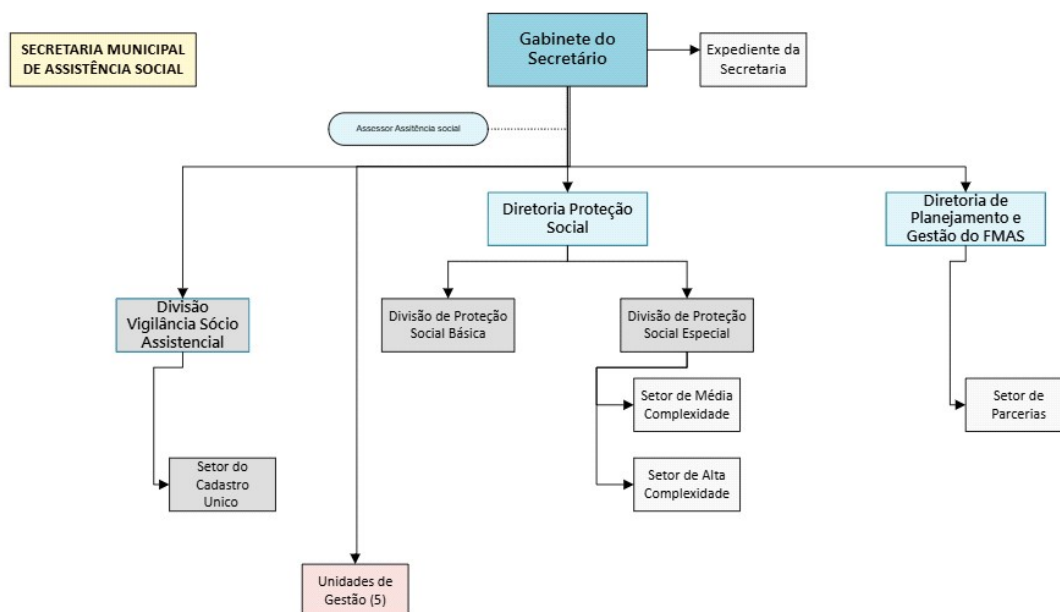 SECRETARIA MUNICIPAL
DE ASSISTÊNCIA SOCIAL
Gabinete do
Secretário
Expediente da
Secretaria
Assessor Assitência social
Diretoria Proteção
Social
Diretoria de
Planejamento e
Gestão do FMAS
Divisão
Vigilância Sócio
Assistencial
Divisão de Proteção
Social Básica
Divisão de Proteção
Social Especial
Setor de Média
Complexidade
Setor de
Parcerias
Setor do
Cadastro
Unico
Setor de Alta
Complexidade
Unidades de
Gestão (5)